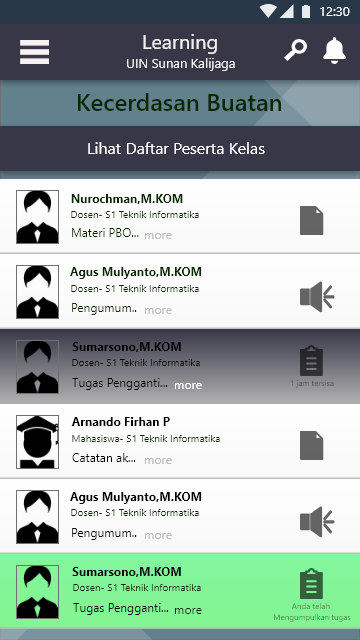 12:30
Learning
UIN Sunan Kalijaga
Kecerdasan Buatan
Lihat Daftar Peserta Kelas
Nurochman,M.KOM
Dosen- S1 Teknik Informatika
Materi PBO... more
Agus Mulyanto,M.KOM
Dosen- S1 Teknik Informatika
Pengumum.. more
Sumarsono,M.KOM
Dosen- S1 Teknik Informatika
Tugas Pengganti... more
1 jam tersisa
Arnando Firhan P
Mahasiswa- S1 Teknik Informatika
Catatan ak... more
Agus Mulyanto,M.KOM
Dosen- S1 Teknik Informatika
Pengumum.. more
Sumarsono,M.KOM
Dosen- S1 Teknik Informatika
Tugas Pengganti... more
Anda telah
Mengumpulkan tugas